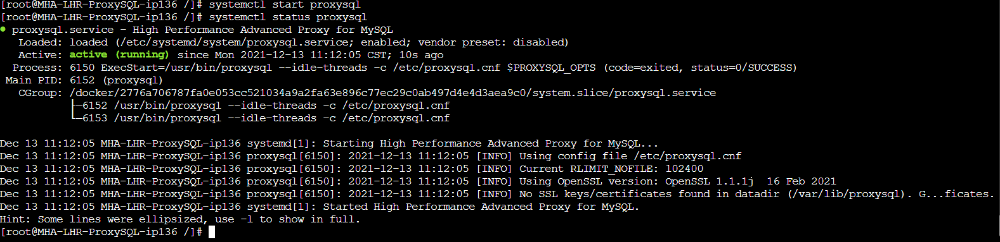 [root@MHA-LHR-ProxySQL-ip136 /]# systemctl start proxysql
[root@MHA-LHR-ProxySQL-ip136 /]# systemctl status proxysql
● proxysql.service - High Performance Advanced Proxy for MySQL
   Loaded: loaded (/etc/systemd/system/proxysql.service; enabled; vendor preset: disabled)
   Active: active (running) since Mon 2021-12-13 11:12:05 CST; 10s ago
  Process: 6150 ExecStart=/usr/bin/proxysql --idle-threads -c /etc/proxysql.cnf $PROXYSQL_OPTS (code=exited, status=0/SUCCESS)
 Main PID: 6152 (proxysql)
   CGroup: /docker/2776a706787fa0e053cc521034a9a2fa63e896c77ec29c0ab497d4e4d3aea9c0/system.slice/proxysql.service
           ├─6152 /usr/bin/proxysql --idle-threads -c /etc/proxysql.cnf
           └─6153 /usr/bin/proxysql --idle-threads -c /etc/proxysql.cnf
Dec 13 11:12:05 MHA-LHR-ProxySQL-ip136 systemd[1]: Starting High Performance Advanced Proxy for MySQL...
Dec 13 11:12:05 MHA-LHR-ProxySQL-ip136 proxysql[6150]: 2021-12-13 11:12:05 [INFO] Using config file /etc/proxysql.cnf
Dec 13 11:12:05 MHA-LHR-ProxySQL-ip136 proxysql[6150]: 2021-12-13 11:12:05 [INFO] Current RLIMIT_NOFILE: 102400
Dec 13 11:12:05 MHA-LHR-ProxySQL-ip136 proxysql[6150]: 2021-12-13 11:12:05 [INFO] Using OpenSSL version: OpenSSL 1.1.1j  16 Feb 2021
Dec 13 11:12:05 MHA-LHR-ProxySQL-ip136 proxysql[6150]: 2021-12-13 11:12:05 [INFO] No SSL keys/certificates found in datadir (/var/lib/proxysql). G...ficates.
Dec 13 11:12:05 MHA-LHR-ProxySQL-ip136 systemd[1]: Started High Performance Advanced Proxy for MySQL.
Hint: Some lines were ellipsized, use -l to show in full.
[root@MHA-LHR-ProxySQL-ip136 /]#